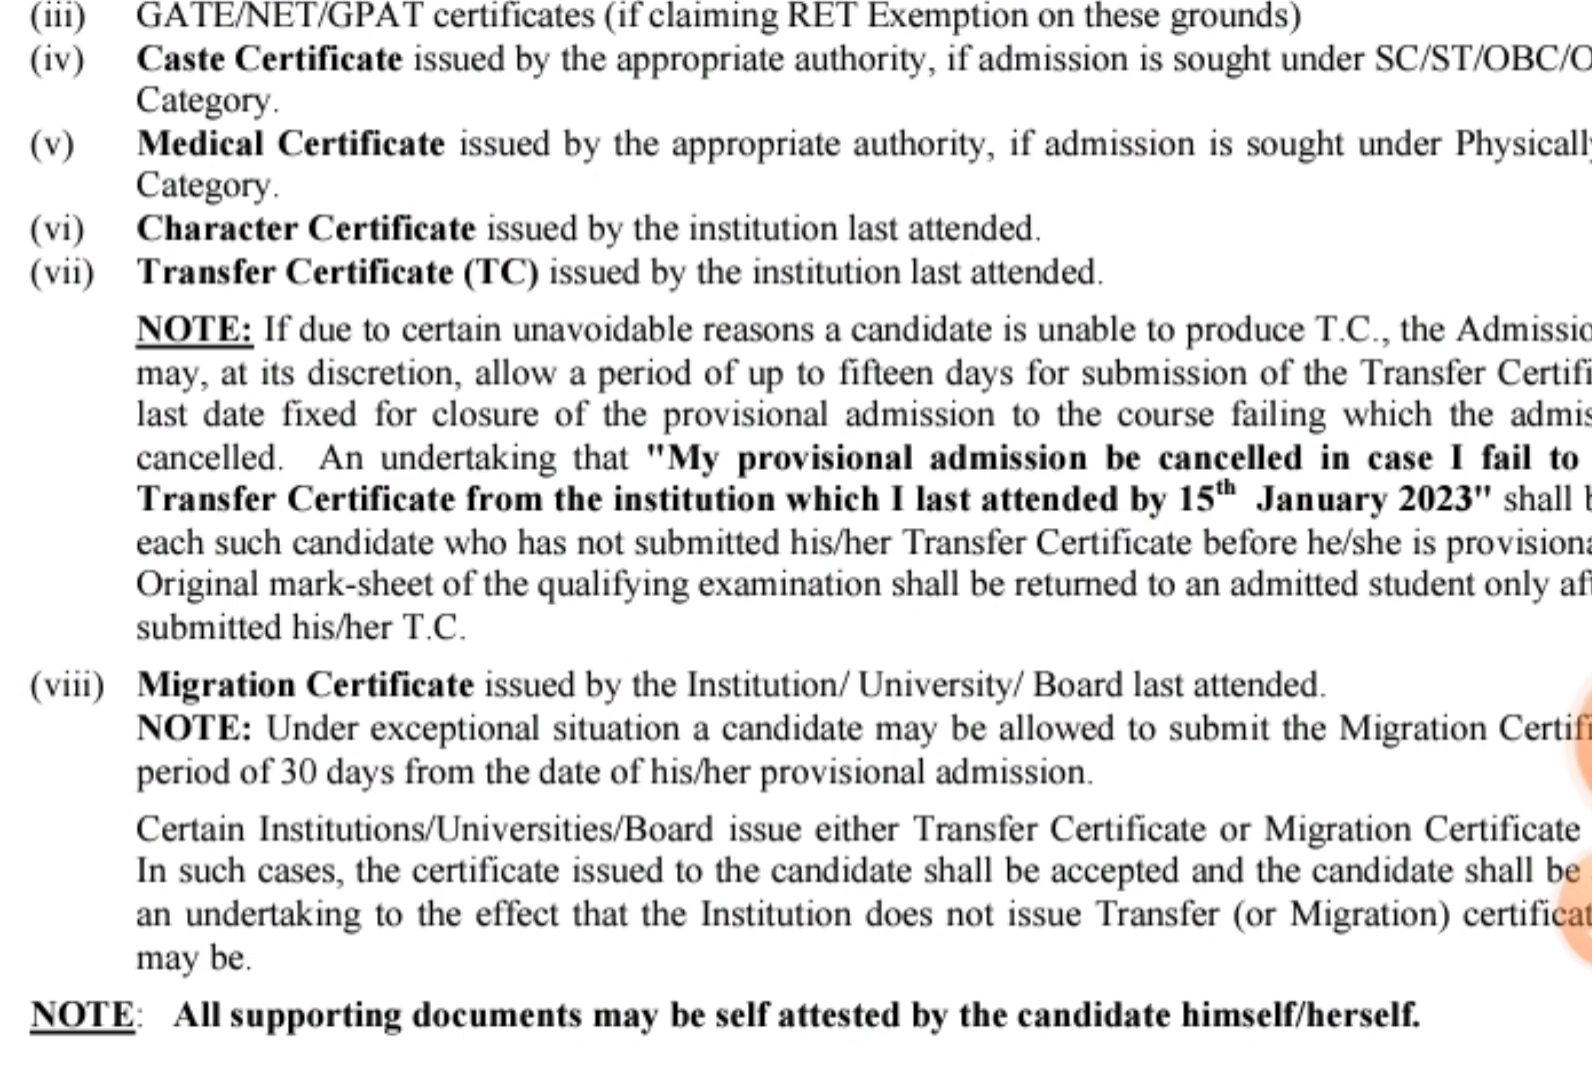 (iii) GATE/NET/GPAT certificates (if claiming RET Exemption on these grounds)
(iv) Caste Certificate issued by the appropriate authority, if admission is sought under SC/ST/OBC/O
Category.
(v) Medical Certificate issued by the appropriate authority, if admission is sought under Physically
Category.
(vi) Character Certificate issued by the institution last attended.
(vii) Transfer Certificate (TC) issued by the institution last attended.
NOTE: If due to certain unavoidable reasons a candidate is unable to produce T.C., the Admissio
may, at its discretion, allow a period of up to fifteen days for submission of the Transfer Certifi
last date fixed for closure of the provisional admission to the course failing which the admis
cancelled. An undertaking that "My provisional admission be cancelled in case I fail to
Transfer Certificate from the institution which I last attended by 15th January 2023" shall b
each such candidate who has not submitted his/her Transfer Certificate before he/she is provisiona
Original mark-sheet of the qualifying examination shall be returned to an admitted student only aft
submitted his/her T.C.
(viii) Migration Certificate issued by the Institution/ University/ Board last attended.
NOTE: Under exceptional situation a candidate may be allowed to submit the Migration Certifi
period of 30 days from the date of his/her provisional admission.
Certain Institutions/Universities/Board issue either Transfer Certificate or Migration Certificate
In such cases, the certificate issued to the candidate shall be accepted and the candidate shall be
an undertaking to the effect that the Institution does not issue Transfer (or Migration) certificat
may be.
NOTE: All supporting documents may be self attested by the candidate himself/herself.